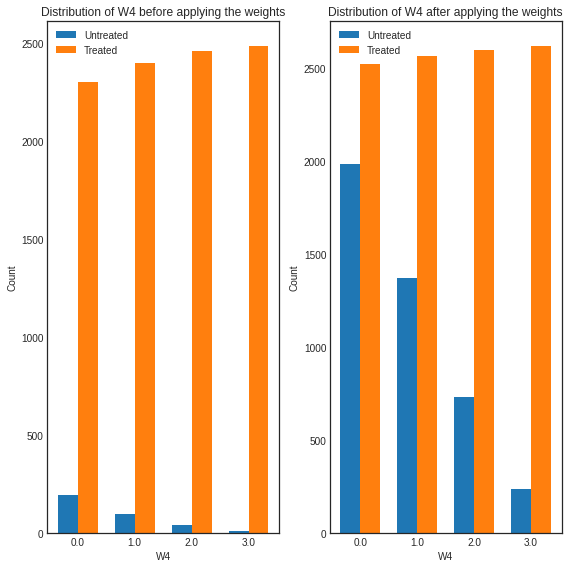 Distribution of W4 before applying the weights
Untreated
Treated
2500
2000
1500
1000
500
0
Count
0.0 1.0 2.0 3.0
W4
Distribution of W4 after applying the weights
Untreated
Treated
2500
2000
1500
1000
500
0
Count
0.0 1.0 2.0 3.0
W4